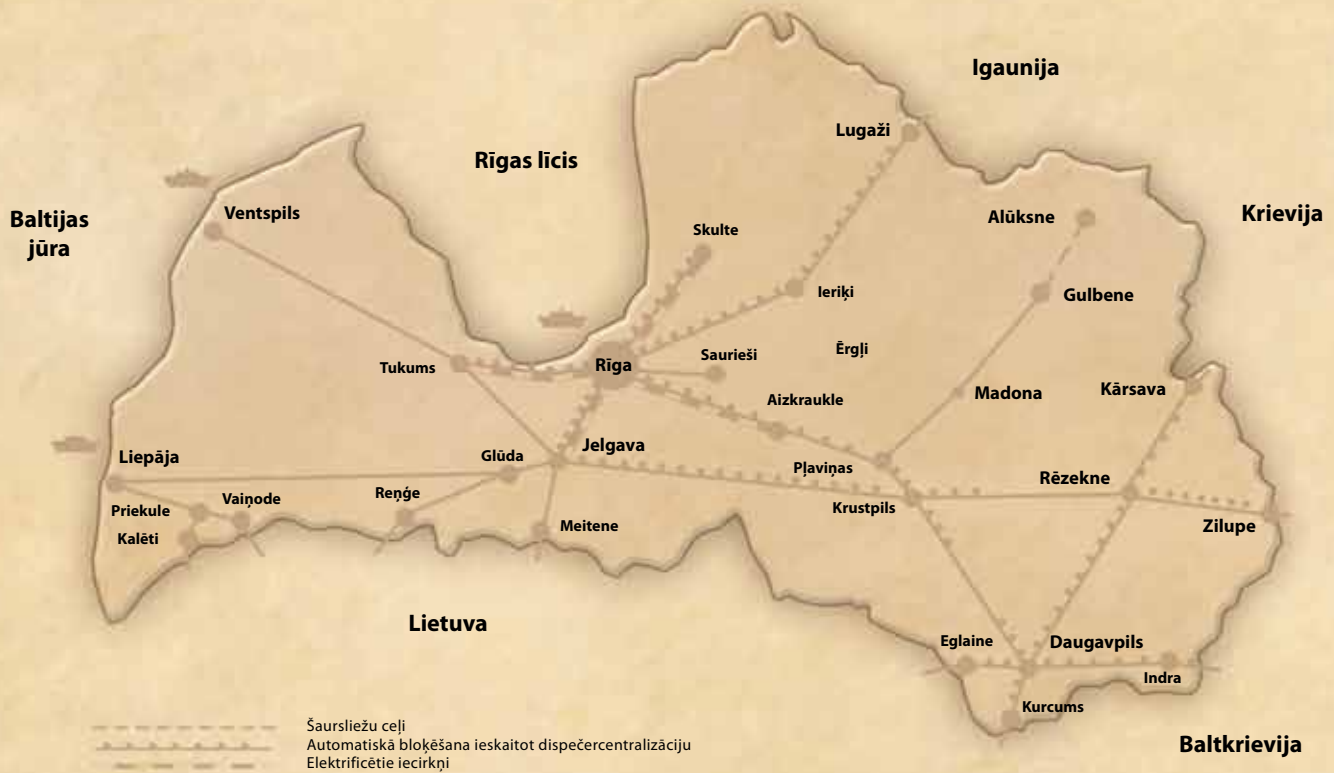 Igaunija
Lugaži
Rīgas līcis
Baltijas
jūra
Ventspils
Alūksne
Krievija
Skulte
Ieriķi
Gulbene
Tukums
Rīga
Saurieši
Ērgļi
Madona
Kārsava
Aizkraukle
Liepāja
Glūda
Jelgava
Pļaviņas
Rēzekne
Priekule
Vaiņode
Reņģe
Krustpils
Kalēti
Meitene
Zilupe
Lietuva
Eglaine
Daugavpils
Indra
Kurcums
Baltkrievija
Šaursliežu ceļi
Automatiskā bloķēšana ieskaitot dispečercentralizāciju
Elektrificētie iecirkņi